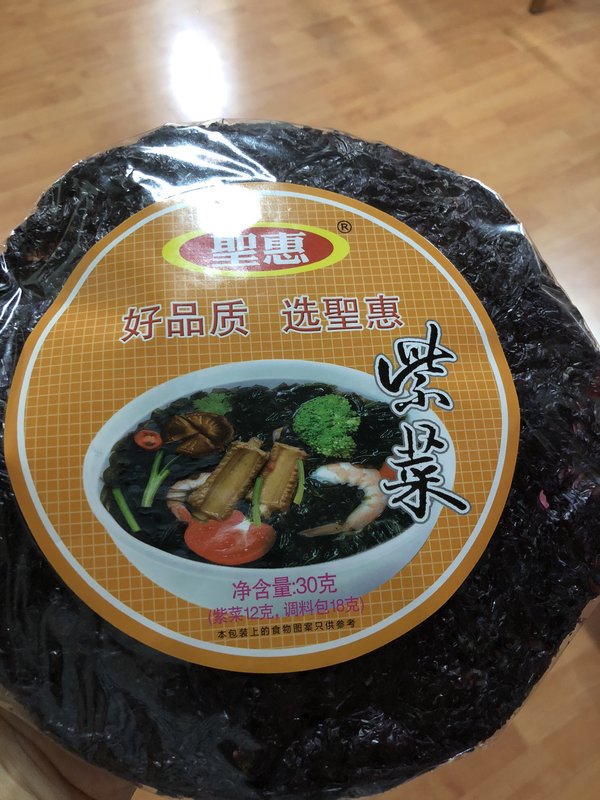 聖惠®
好品质 选聖惠
紫菜
净含量:30克
(紫菜12克,调料包18克)
本包装上的食物图案只供参考